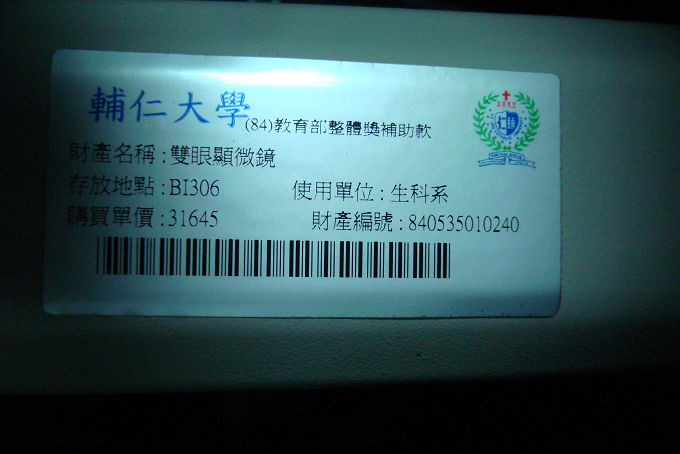 輔仁大學 (84)教育部整體獎補助款
財產名稱：雙眼顯微鏡
存放地點：BI306 使用單位：生科系
購買單價：31645 財產編號：840535010240